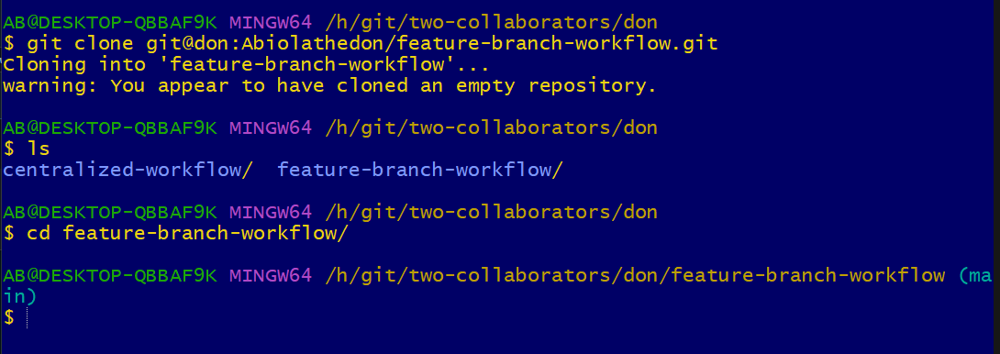 AB@DESKTOP-QBBAF9K MINGW64 /h/git/two-collaborators/don
$ git clone git@don:Abiolathedon/feature-branch-workflow.git
Cloning into 'feature-branch-workflow'...
warning: You appear to have cloned an empty repository.
AB@DESKTOP-QBBAF9K MINGW64 /h/git/two-collaborators/don
$ ls
centralized-workflow/  feature-branch-workflow/
AB@DESKTOP-QBBAF9K MINGW64 /h/git/two-collaborators/don
$ cd feature-branch-workflow/
AB@DESKTOP-QBBAF9K MINGW64 /h/git/two-collaborators/don/feature-branch-workflow (ma
in)
$